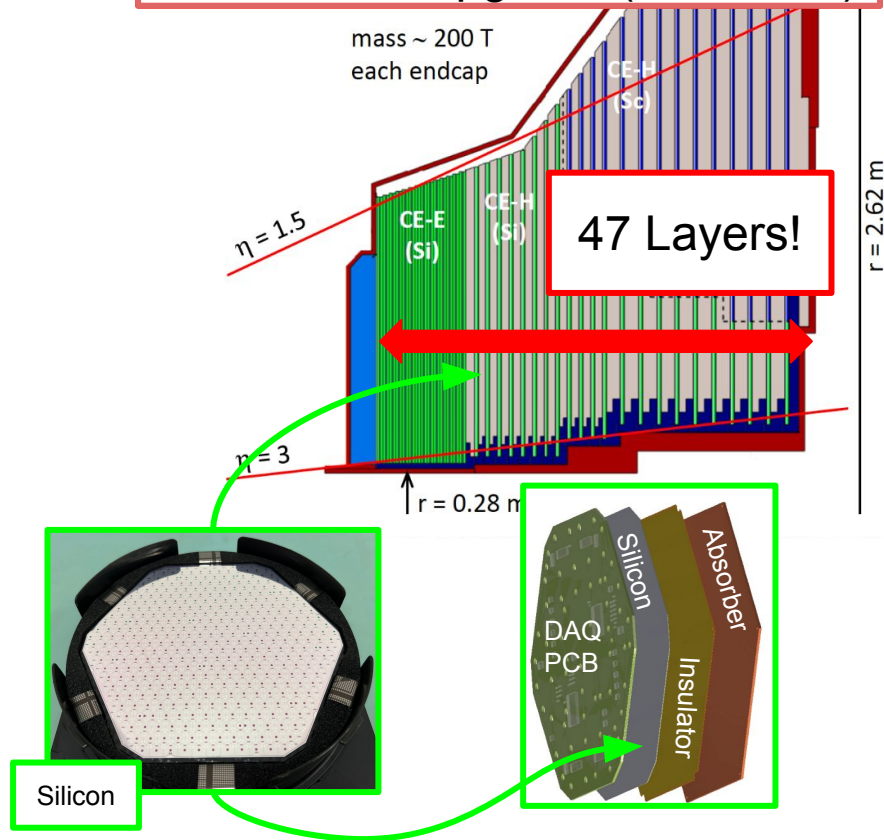 mass ~ 200 T
each endcap
CE-H
(Sc)
η = 1.5
CE-E
(Si)
CE-H
(Si)
47 Layers!
r = 2.62 m
η = 3
r = 0.28 m
Silicon
DAQ
PCB
Silicon
Insulator
Absorber